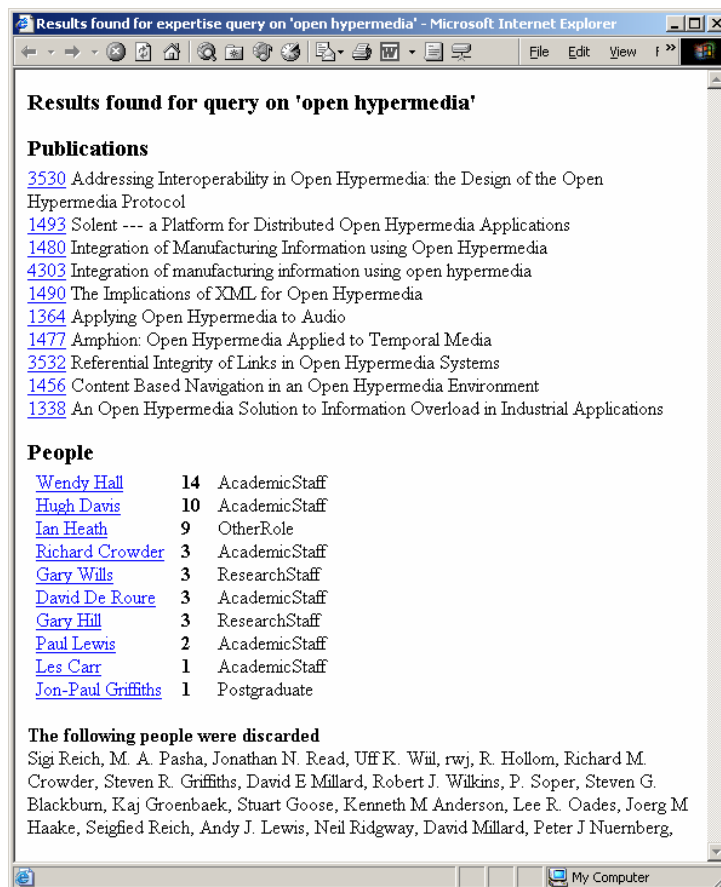 Results found for expertise query on 'open hypermedia' - Microsoft Internet Explorer
File Edit View F »
Results found for query on 'open hypermedia'
Publications
3530 Addressing Interoperability in Open Hypermedia: the Design of the Open
Hypermedia Protocol
1493 Solent --- a Platform for Distributed Open Hypermedia Applications
1480 Integration of Manufacturing Information using Open Hypermedia
4303 Integration of manufacturing information using open hypermedia
1490 The Implications of XML for Open Hypermedia
1364 Applying Open Hypermedia to Audio
1477 Amphion: Open Hypermedia Applied to Temporal Media
3532 Referential Integrity of Links in Open Hypermedia Systems
1456 Content Based Navigation in an Open Hypermedia Environment
1338 An Open Hypermedia Solution to Information Overload in Industrial Applications
People
Wendy Hall 14 AcademicStaff
Hugh Davis 10 AcademicStaff
Ian Heath 9 OtherRole
Richard Crowder 3 AcademicStaff
Gary Wills 3 ResearchStaff
David De Roure 3 AcademicStaff
Gary Hill 3 ResearchStaff
Paul Lewis 2 AcademicStaff
Les Carr 1 AcademicStaff
Jon-Paul Griffiths 1 Postgraduate
The following people were discarded
Sigi Reich, M. A. Pasha, Jonathan N. Read, Uff K. Wiil, rwj, R. Hollom, Richard M.
Crowder, Steven R. Griffiths, David E Millard, Robert J. Wilkins, P. Soper, Steven G.
Blackburn, Kaj Groenbaek, Stuart Goose, Kenneth M Anderson, Lee R. Oades, Joerg M
Haake, Seigfied Reich, Andy J. Lewis, Neil Ridgway, David Millard, Peter J Nuernberg,
My Computer